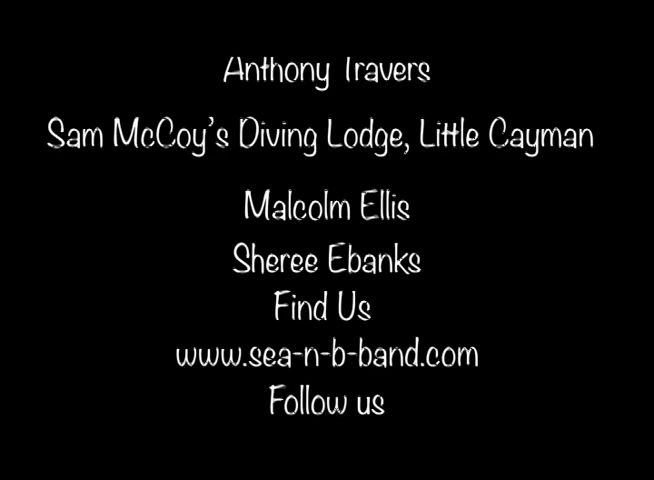 Anthony Travers
Sam McCoy's Diving Lodge, Little Cayman
Malcolm Ellis
Sheree Ebanks
Find Us
www.sea-n-b-band.com
Follow us